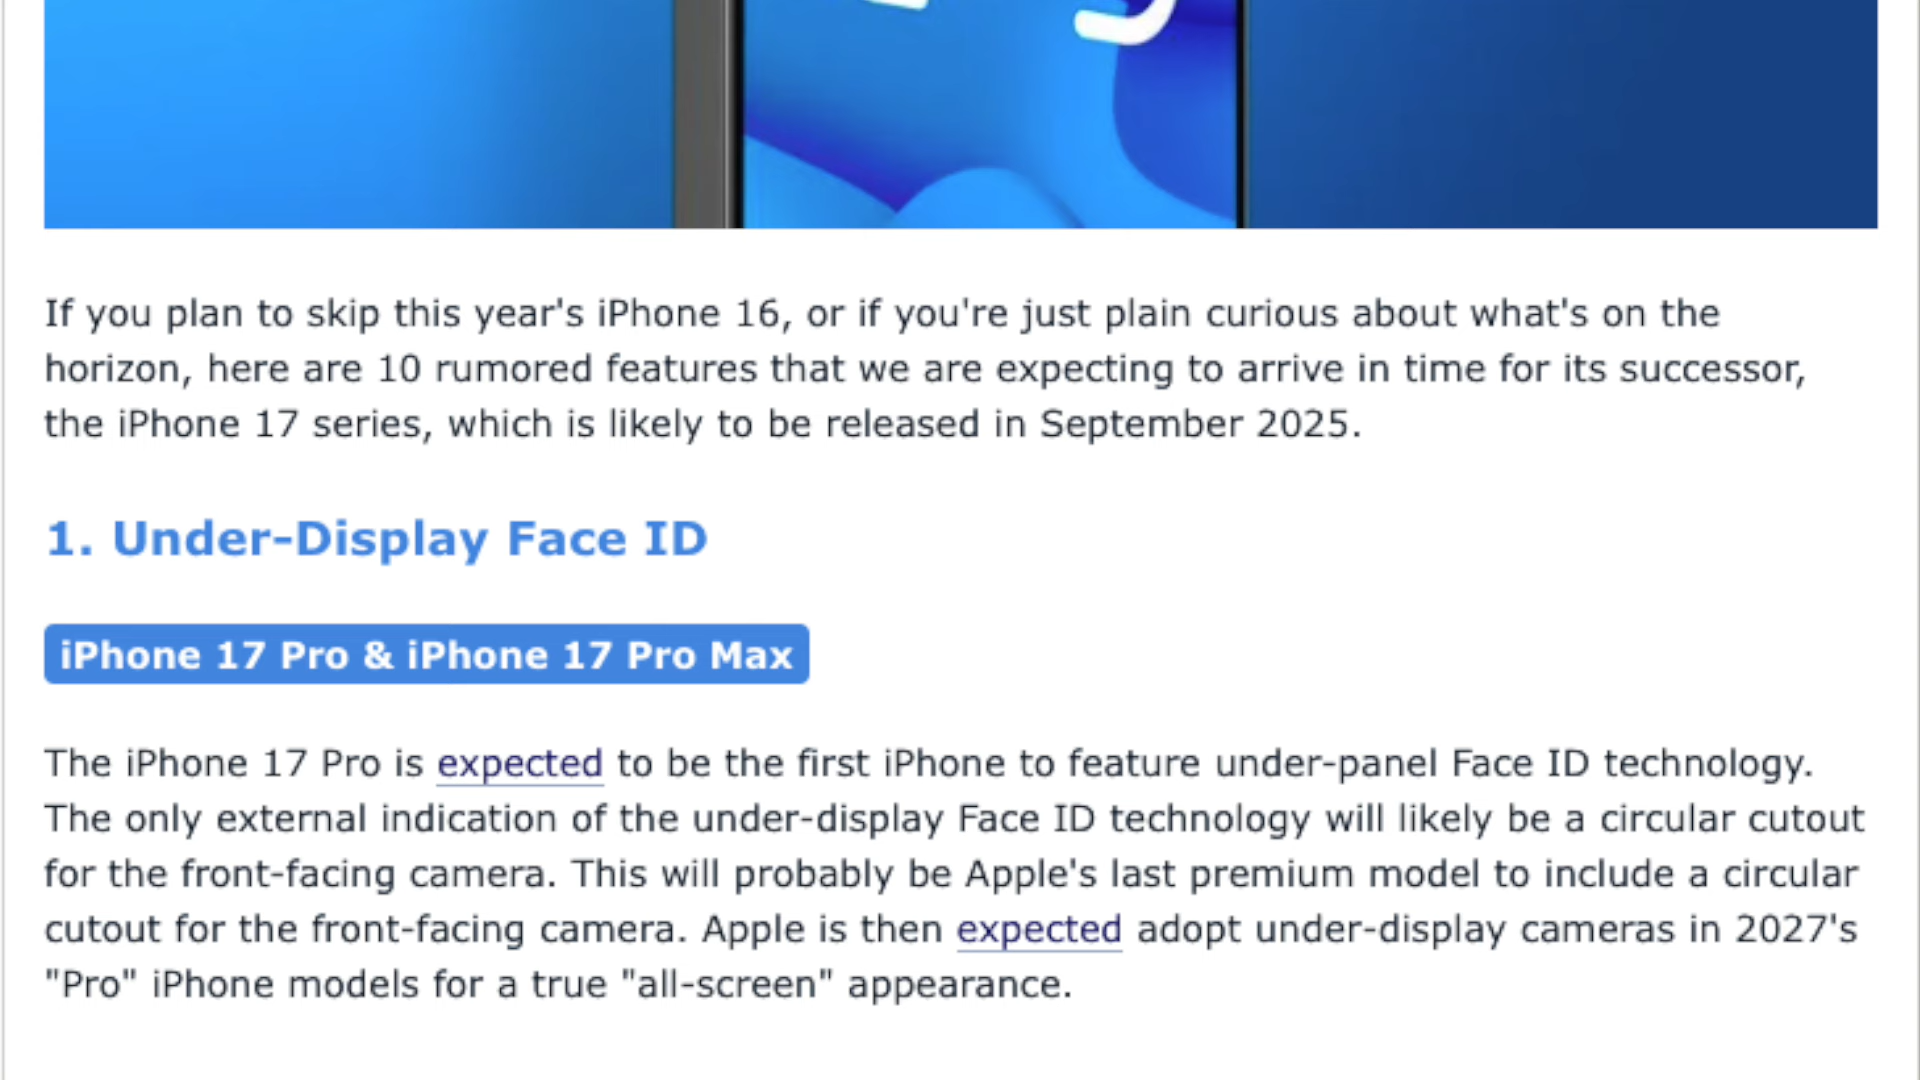 If you plan to skip this year's iPhone 16, or if you're just plain curious about what's on the
horizon, here are 10 rumored features that we are expecting to arrive in time for its successor,
the iPhone 17 series, which is likely to be released in September 2025.
1. Under-Display Face ID
iPhone 17 Pro & iPhone 17 Pro Max
The iPhone 17 Pro is expected to be the first iPhone to feature under-panel Face ID technology.
The only external indication of the under-display Face ID technology will likely be a circular cutout
for the front-facing camera. This will probably be Apple's last premium model to include a circular
cutout for the front-facing camera. Apple is then expected adopt under-display cameras in 2027's
"Pro" iPhone models for a true "all-screen" appearance.